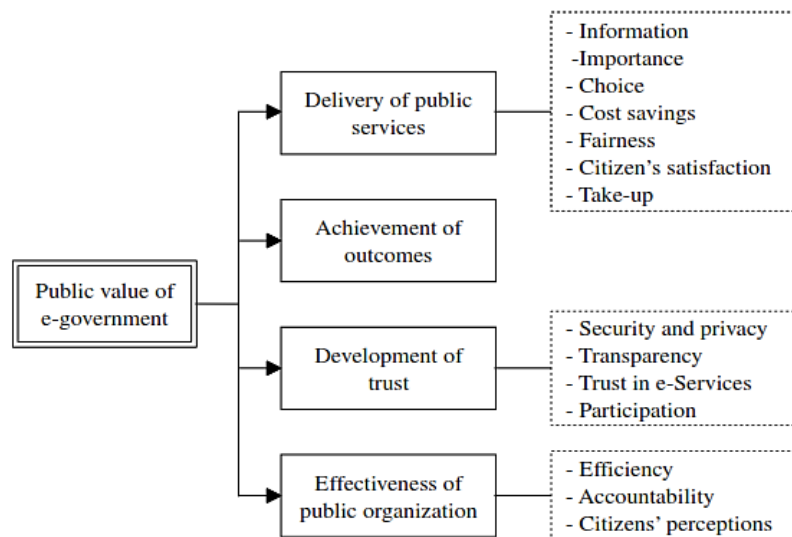 - Information
-Importance
- Choice
- Cost savings
- Fairness
- Citizen's satisfaction
- Take-up
Delivery of public
services
Achievement of
outcomes
Public value of
e-government
Development of
trust
- Security and privacy
- Transparency
- Trust in e-Services
- Participation
Effectiveness of
public organization
- Efficiency
- Accountability
- Citizens' perceptions